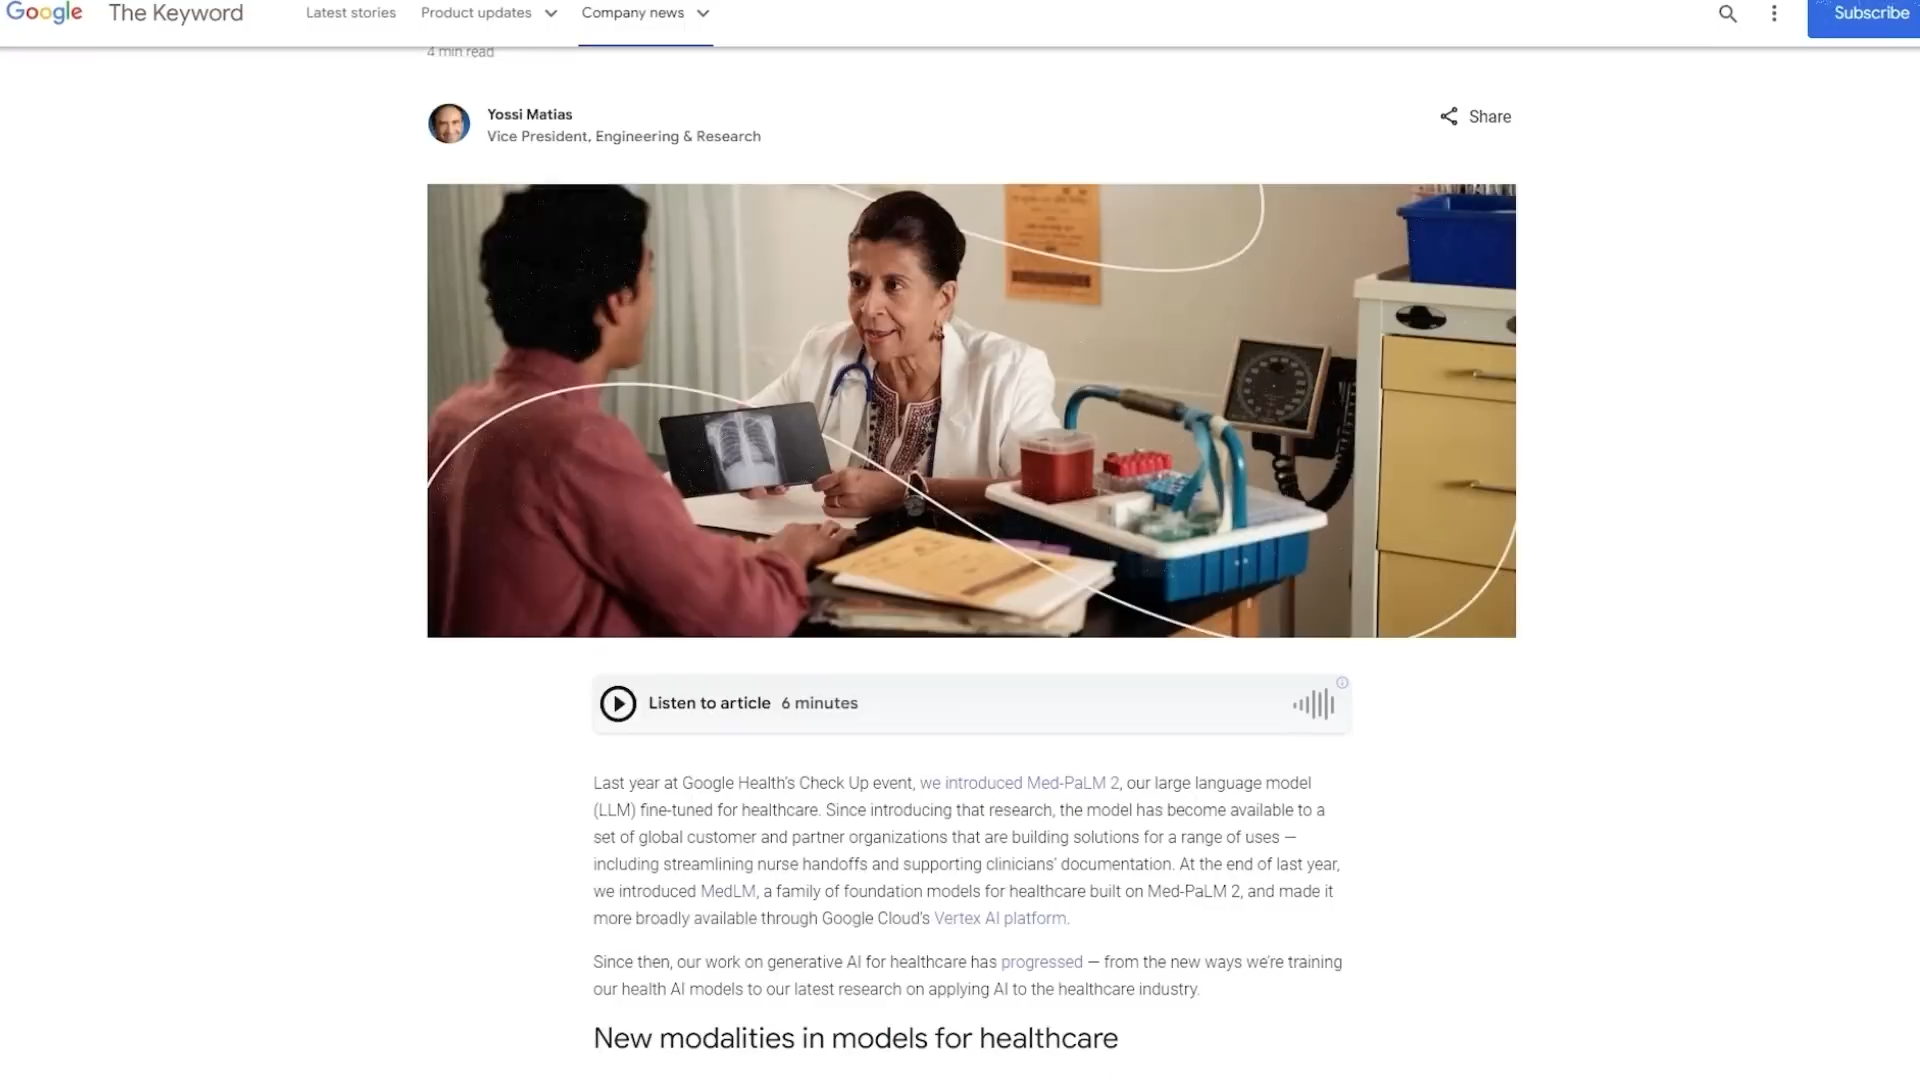 Google The Keyword Latest stories Product updates Company news Subscribe
4 min read
Yossi Matias
Vice President, Engineering & Research
Share
Listen to article 6 minutes
Last year at Google Health's Check Up event, we introduced Med-PaLM 2, our large language model
(LLM) fine-tuned for healthcare. Since introducing that research, the model has become available to a
set of global customer and partner organizations that are building solutions for a range of uses —
including streamlining nurse handoffs and supporting clinicians' documentation. At the end of last year,
we introduced MedLM, a family of foundation models for healthcare built on Med-PaLM 2, and made it
more broadly available through Google Cloud's Vertex AI platform.
Since then, our work on generative AI for healthcare has progressed — from the new ways we're training
our health AI models to our latest research on applying AI to the healthcare industry.
New modalities in models for healthcare